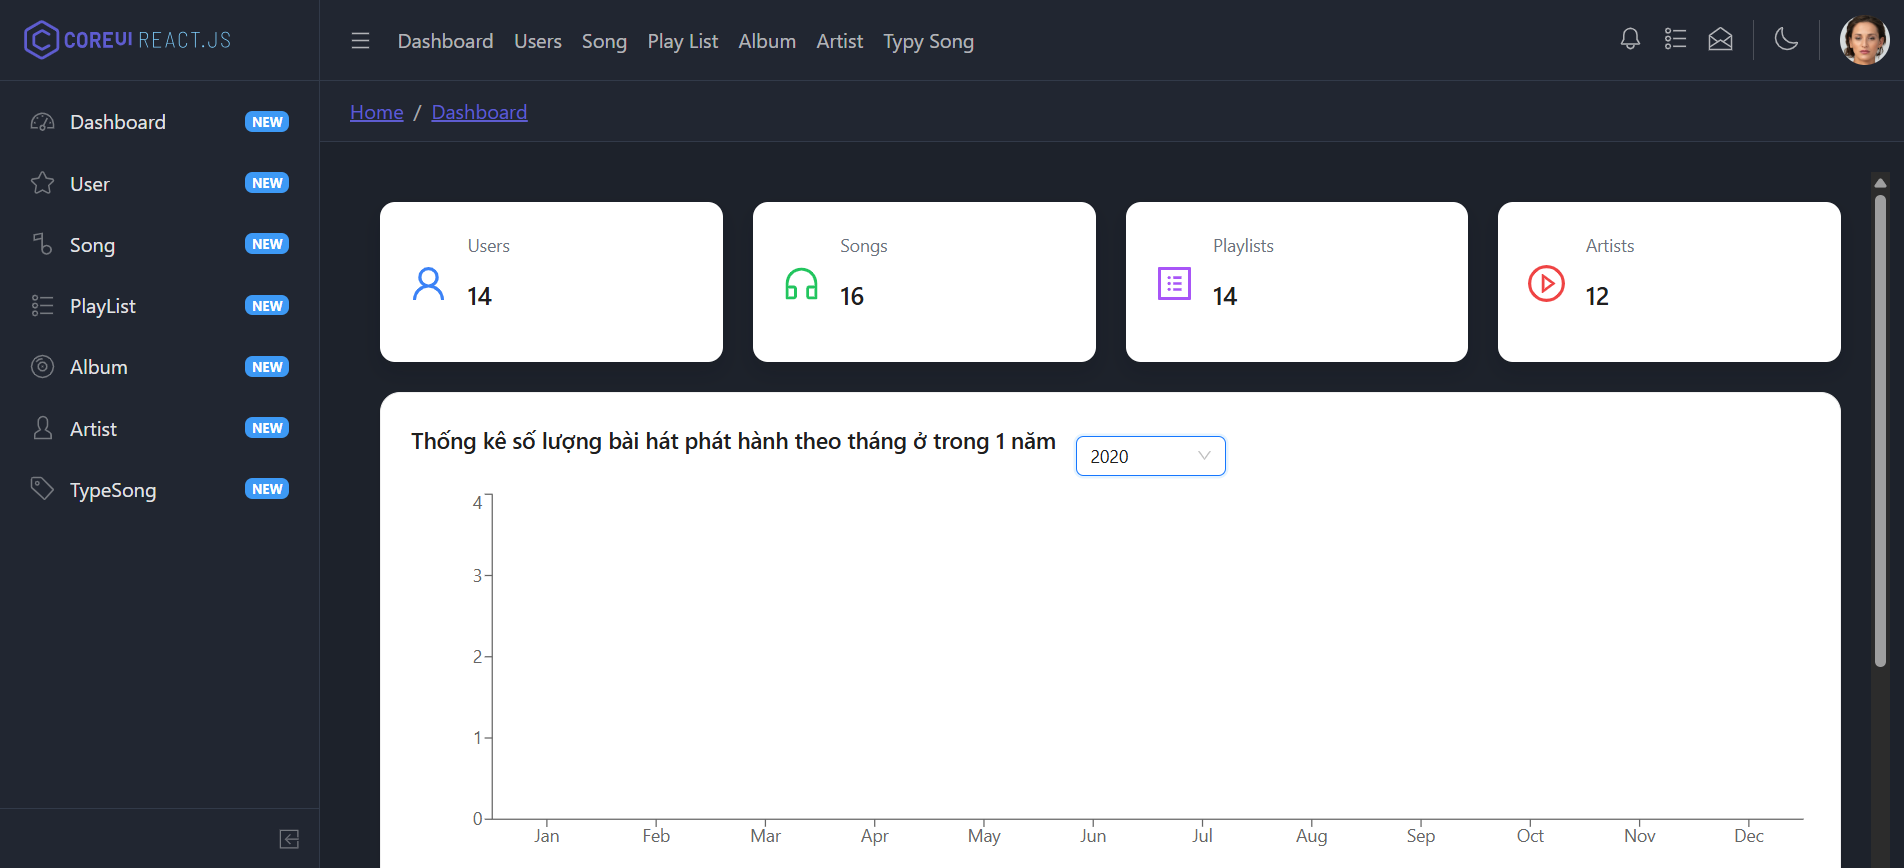 COREUI REACT.JS
Dashboard Users Song Play List Album Artist Typy Song
Home / Dashboard
Dashboard NEW
User NEW
Song NEW
PlayList NEW
Album NEW
Artist NEW
TypeSong NEW
Users
14
Songs
16
Playlists
14
Artists
12
Thống kê số lượng bài hát phát hành theo tháng ở trong 1 năm
2020
4
3
2
1
0
Jan Feb Mar Apr May Jun Jul Aug Sep Oct Nov Dec